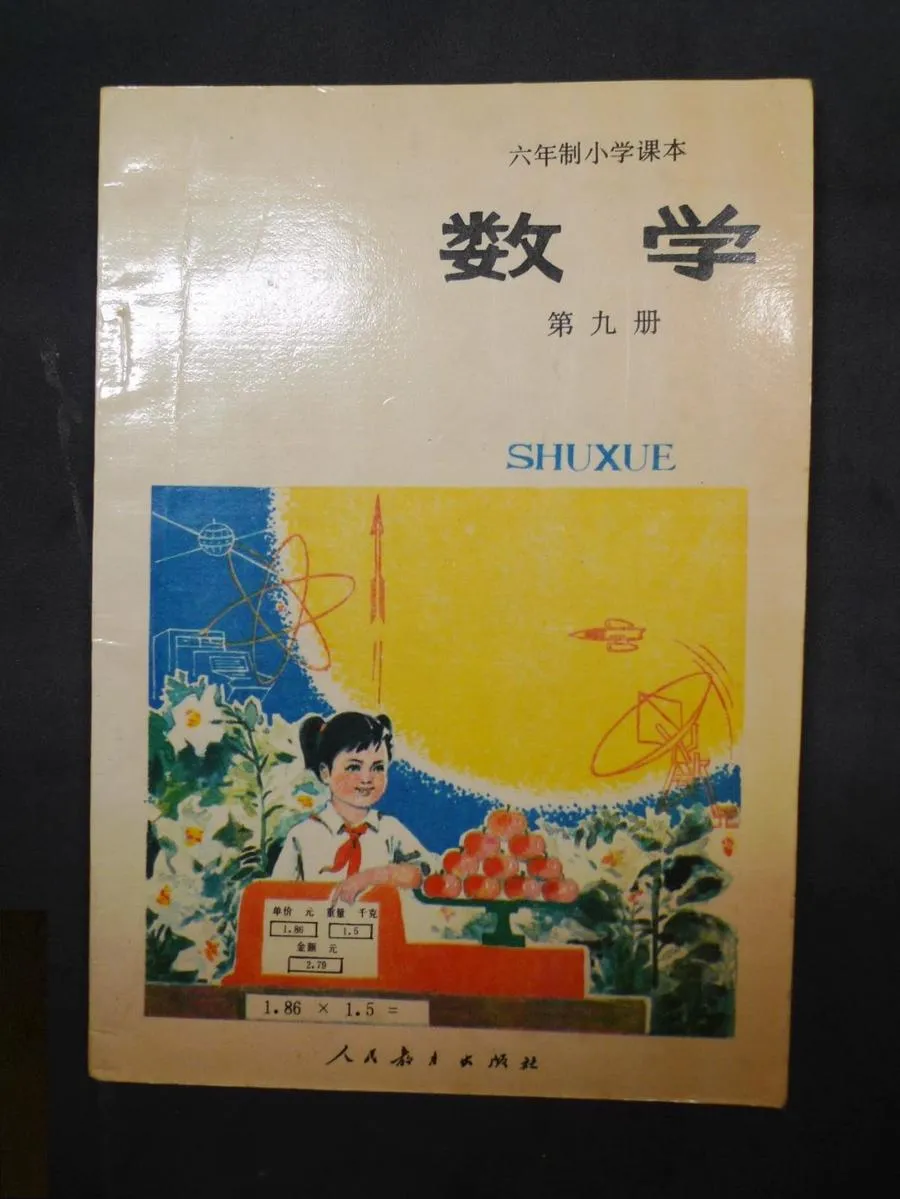 六年制小学课本
数学
第九册
SHUXUE
单价 元 重量 千克
1.86 1.5
金额 元
2.79
1.86 × 1.5 =
人民教育出版社